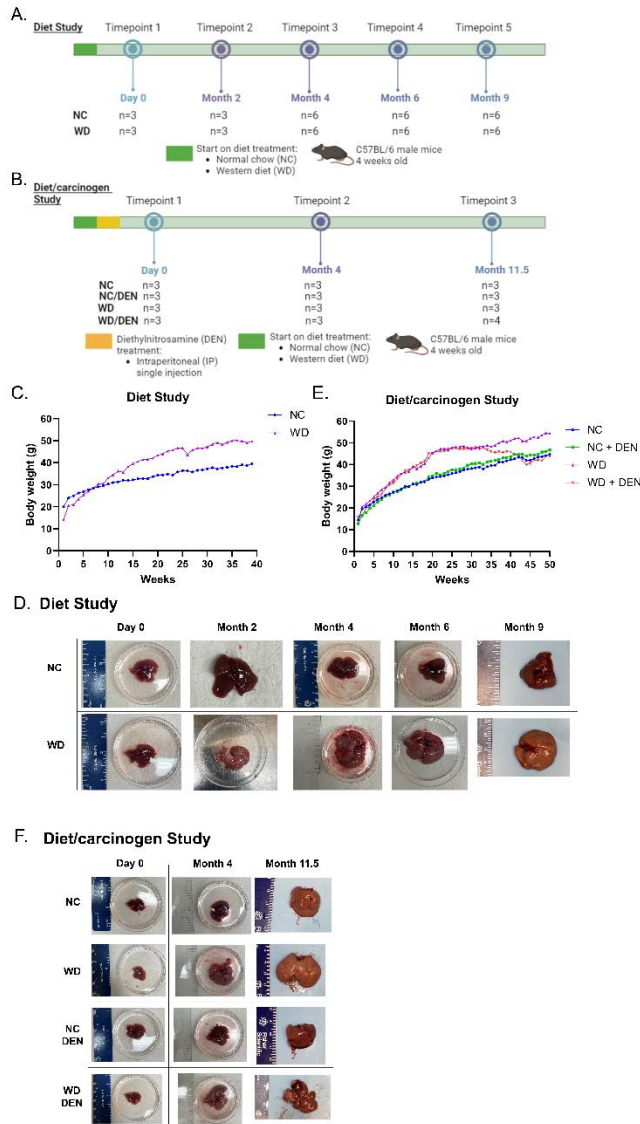 A.
Diet Study
Timepoint 1 Timepoint 2 Timepoint 3 Timepoint 4 Timepoint 5
Day 0 Month 2 Month 4 Month 6 Month 9
NC n=3 n=3 n=6 n=6 n=6
WD n=3 n=3 n=6 n=6 n=6
Start on diet treatment:
• Normal chow (NC)
• Western diet (WD)
C57BL/6 male mice
4 weeks old
B.
Diet/carcinogen
Study
Timepoint 1 Timepoint 2 Timepoint 3
Day 0 Month 4 Month 11.5
NC n=3 n=3 n=3
NC/DEN n=3 n=3 n=3
WD n=3 n=3 n=3
WD/DEN n=3 n=3 n=4
Diethylnitrosamine (DEN)
treatment:
• Intraperitoneal (IP)
single injection
Start on diet treatment:
• Normal chow (NC)
• Western diet (WD)
C57BL/6 male mice
4 weeks old
C.
Diet Study
NC
WD
Body weight (g)
60
50
40
30
20
10
0
0 5 10 15 20 25 30 35 40
Weeks
E.
Diet/carcinogen Study
NC
NC + DEN
WD
WD + DEN
Body weight (g)
60
50
40
30
20
10
0
0 5 10 15 20 25 30 35 40 45 50
Weeks
D. Diet Study
Day 0 Month 2 Month 4 Month 6 Month 9
NC
WD
F. Diet/carcinogen Study
Day 0 Month 4 Month 11.5
NC
WD
NC
DEN
WD
DEN